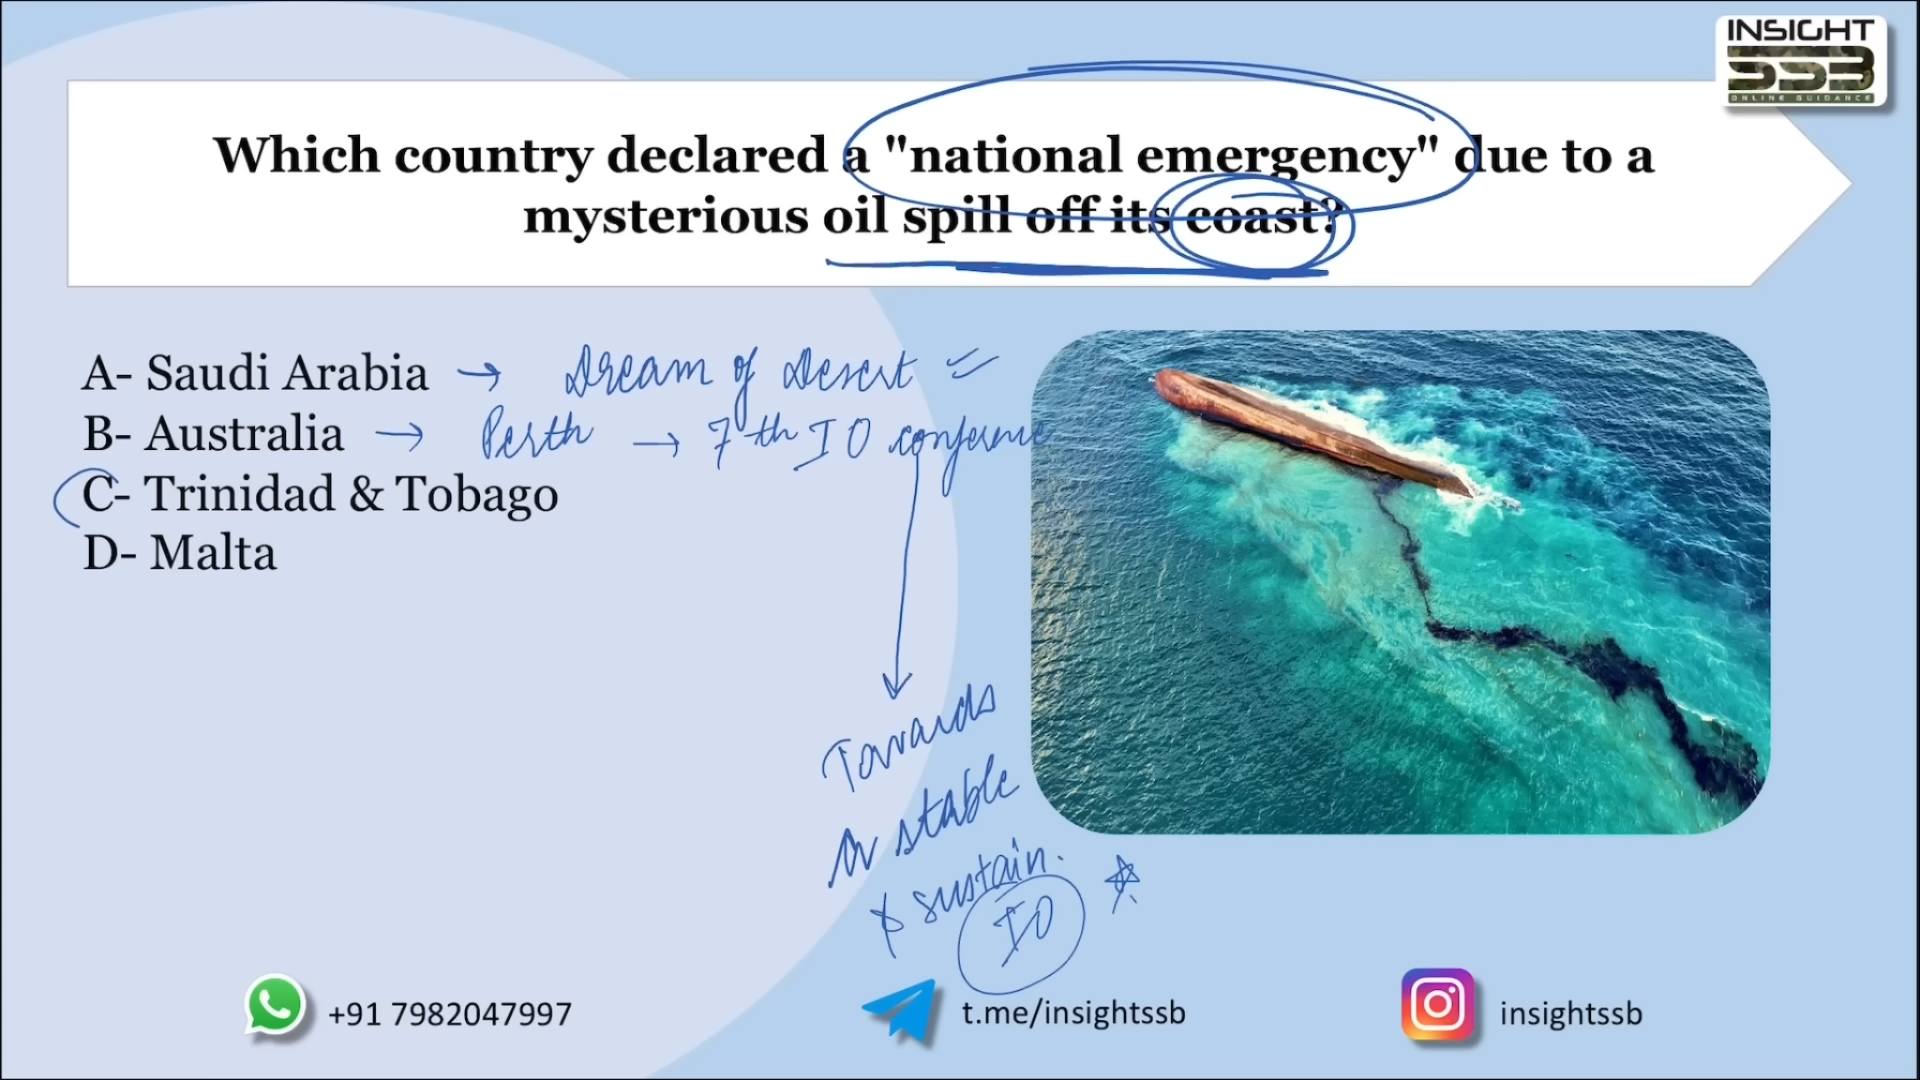 INSIGHT
SSB
ONLINE GUIDANCE
Which country declared a "national emergency" due to a
mysterious oil spill off its coast?
A- Saudi Arabia → Dream of Desert
B- Australia → Perth → 7th IO conference
C- Trinidad & Tobago
D- Malta
Towards
stable
sustain.
IO
+91 7982047997
t.me/insightssb
insightssb